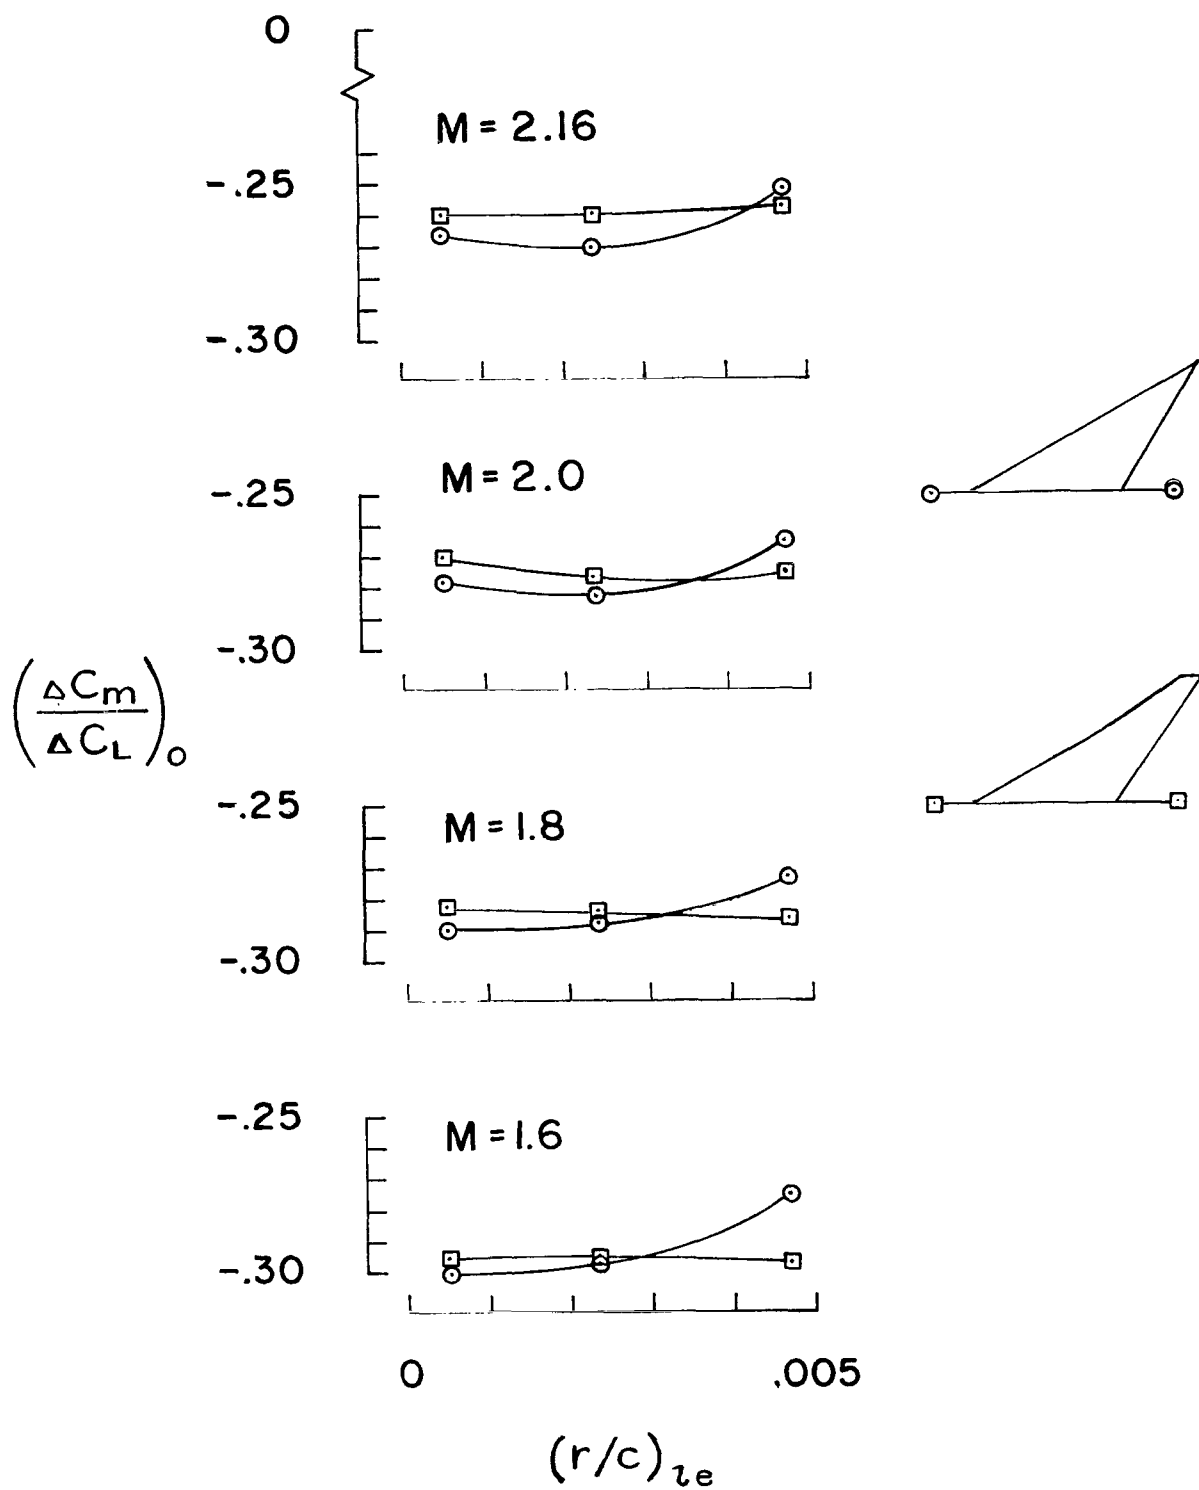 0
M = 2.16
-.25
-.30
M = 2.0
-.25
-.30
(ΔCm/ΔCL)o
-.25
M = 1.8
-.30
-.25
M = 1.6
-.30
0 .005
(r/c)le